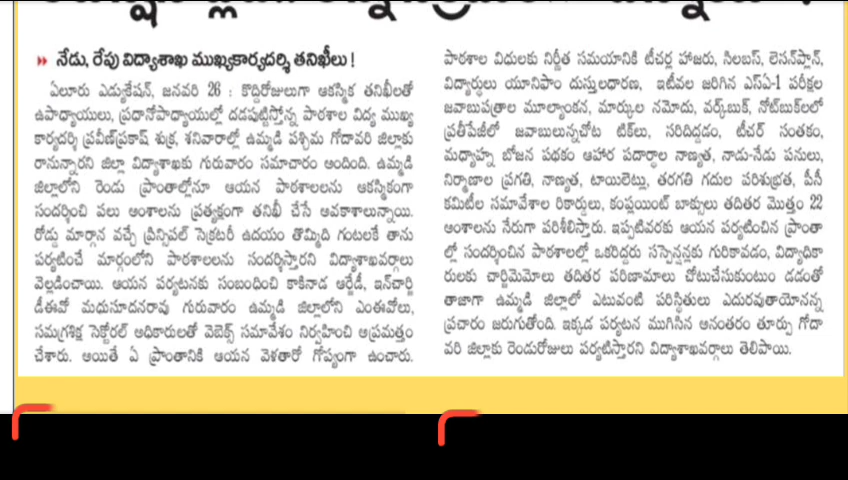 నేడు, రేపు విద్యాశాఖ ముఖ్యకార్యదర్శి తనిఖీలు !
ఏలూరు ఎడ్యుకేషన్, జనవరి 26 : కొద్దిరోజులుగా ఆకస్మిక తనిఖీలతో
ఉపాధ్యాయులు, ప్రధానోపాధ్యాయుల్లో దడపుట్టిస్తోన్న పాఠశాల విద్య ముఖ్య
కార్యదర్శి ప్రవీణ్‌ప్రకాష్ శుక్ర, శనివారాల్లో ఉమ్మడి పశ్చిమ గోదావరి జిల్లాకు
రానున్నారని జిల్లా విద్యాశాఖకు గురువారం సమాచారం అందింది. ఉమ్మడి
జిల్లాలోని రెండు ప్రాంతాల్లోనూ ఆయన పాఠశాలలను ఆకస్మికంగా
సందర్శించి పలు అంశాలను ప్రత్యక్షంగా తనిఖీ చేసే అవకాశాలున్నాయి.
రోడ్డు మార్గాన వచ్చే ప్రిన్సిపల్ సెక్రటరీ ఉదయం తొమ్మిది గంటలకే తాను
పర్యటించే మార్గంలోని పాఠశాలలను సందర్శిస్తారని విద్యాశాఖవర్గాలు
వెల్లడించాయి. ఆయన పర్యటనకు సంబంధించి కాకినాడ ఆర్జేడీ, ఇన్‌చార్జి
డీఈవో మధుసూదనరావు గురువారం ఉమ్మడి జిల్లాలోని ఎంఈవోలు,
సమగ్రశిక్ష సెక్టోరల్ అధికారులతో వెబెక్స్ సమావేశం నిర్వహించి అప్రమత్తం
చేశారు. అయితే ఏ ప్రాంతానికి ఆయన వెళతారో గోప్యంగా ఉంచారు.
పాఠశాల విధులకు నిర్ణీత సమయానికి టీచర్ల హాజరు, సిలబస్, లెసన్‌ప్లాన్,
విద్యార్థులు యూనిఫాం దుస్తులధారణ, ఇటీవల జరిగిన ఎస్ఏ-1 పరీక్షల
జవాబుపత్రాల మూల్యాంకన, మార్కుల నమోదు, వర్క్‌బుక్, నోట్‌బుక్‌లలో
ప్రతీపేజీలో జవాబులున్నచోట టిక్‌లు, సరిదిద్దడం, టీచర్ సంతకం,
మధ్యాహ్న బోజన పథకం ఆహార పదార్థాల నాణ్యత, నాడు-నేడు పనులు,
నిర్మాణాల ప్రగతి, నాణ్యత, టాయిలెట్లు, తరగతి గదుల పరిశుభ్రత, పీసీ
కమిటీల సమావేశాల రికార్డులు, కంప్లయింట్ బాక్సులు తదితర మొత్తం 22
అంశాలను నేరుగా పరిశీలిస్తారు. ఇప్పటివరకు ఆయన పర్యటించిన ప్రాంతా
ల్లో సందర్శించిన పాఠశాలల్లో ఒకరిద్దరు సస్పెన్షన్లకు గురికావడం, విద్యాధికా
రులకు చార్జిమెమోలు తదితర పరిణామాలు చోటుచేసుకుంటుం డడంతో
తాజాగా ఉమ్మడి జిల్లాలో ఎటువంటి పరిస్థితులు ఎదురవుతాయోనన్న
ప్రచారం జరుగుతోంది. ఇక్కడ పర్యటన ముగిసిన అనంతరం తూర్పు గోదా
వరి జిల్లాకు రెండురోజులు పర్యటిస్తారని విద్యాశాఖవర్గాలు తెలిపాయి.